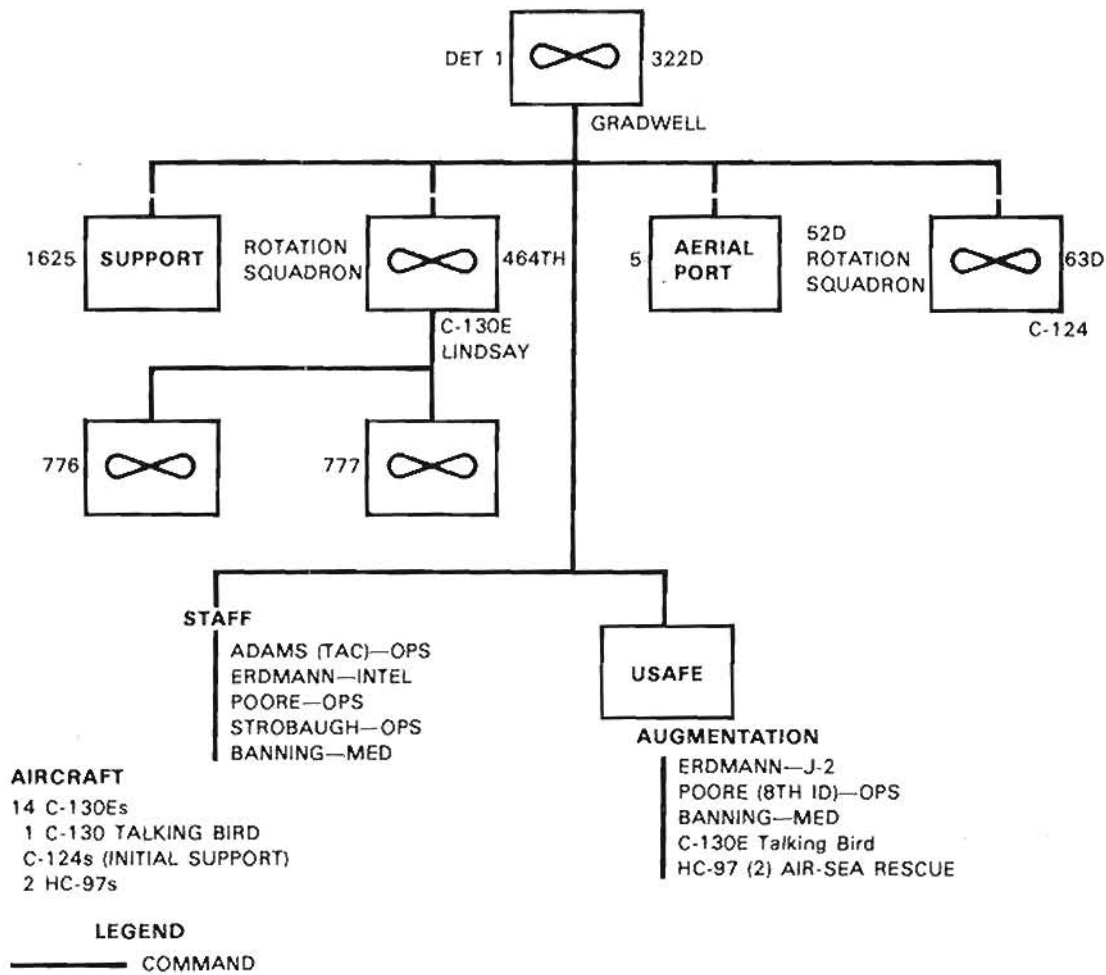 DET 1
322D
GRADWELL
1625
SUPPORT
ROTATION
SQUADRON
464TH
C-130E
LINDSAY
5
AERIAL
PORT
52D
ROTATION
SQUADRON
63D
C-124
776
777
STAFF
ADAMS (TAC)—OPS
ERDMANN—INTEL
POORE—OPS
STROBAUGH—OPS
BANNING—MED
USAFE
AUGMENTATION
ERDMANN—J-2
POORE (8TH ID)—OPS
BANNING—MED
C-130E Talking Bird
HC-97 (2) AIR-SEA RESCUE
AIRCRAFT
14 C-130Es
1 C-130 TALKING BIRD
C-124s (INITIAL SUPPORT)
2 HC-97s
LEGEND
COMMAND